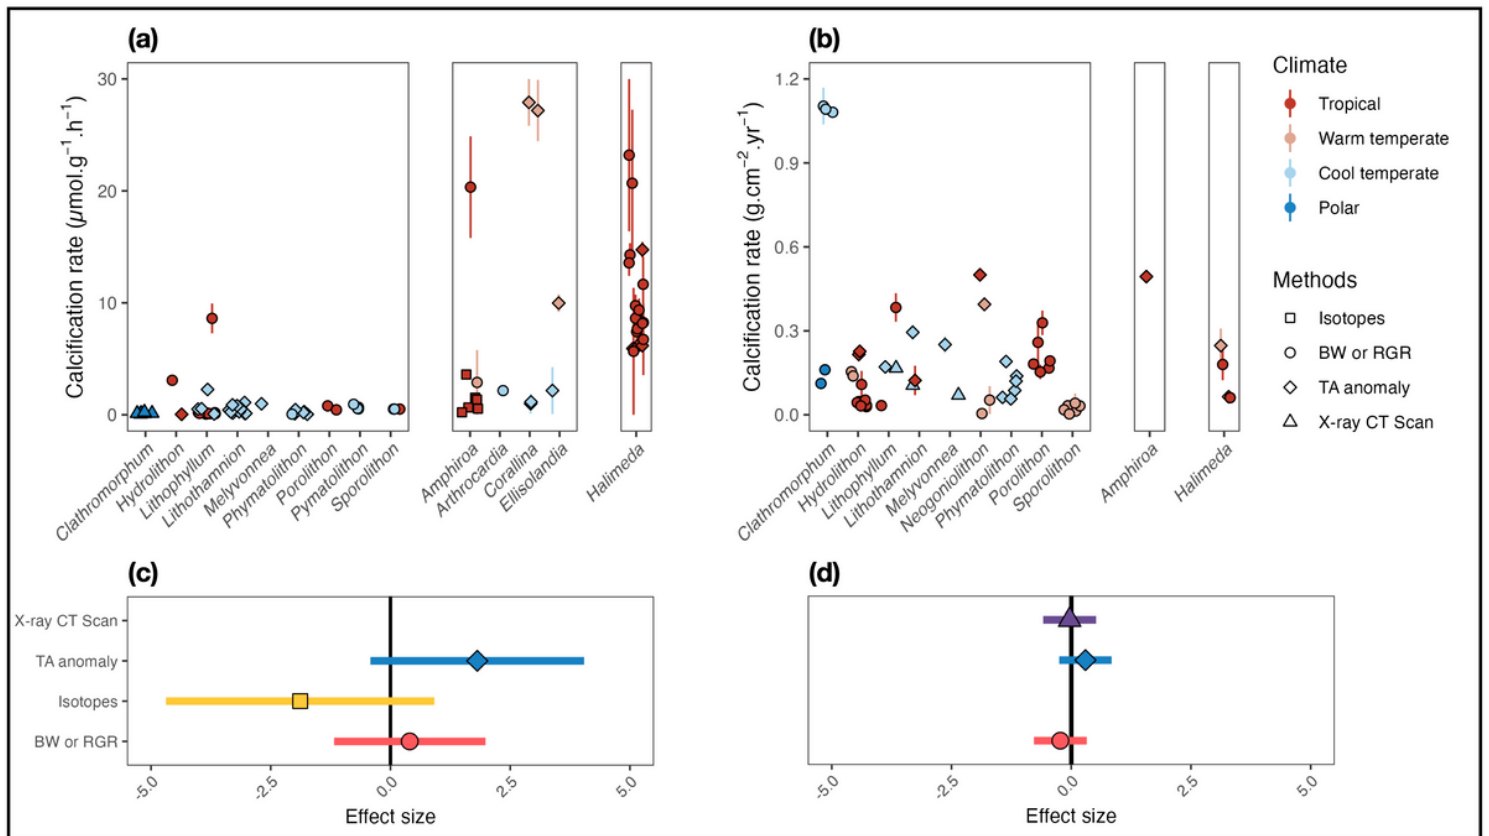 (a)
Calcification rate (µmol.g⁻¹.h⁻¹)
30
20
10
0
Clathromorphum
Hydrolithon
Lithophyllum
Lithothamnion
Melyvonnea
Phymatolithon
Porolithon
Pymatolithon
Sporolithon
Amphiroa
Arthrocardia
Corallina
Ellisolandia
Halimeda
(b)
Calcification rate (g.cm⁻².yr⁻¹)
1.2
0.9
0.6
0.3
0.0
Clathromorphum
Hydrolithon
Lithophyllum
Lithothamnion
Melyvonnea
Neogoniolithon
Phymatolithon
Porolithon
Sporolithon
Amphiroa
Halimeda
Climate
Tropical
Warm temperate
Cool temperate
Polar
Methods
Isotopes
BW or RGR
TA anomaly
X-ray CT Scan
(c)
X-ray CT Scan
TA anomaly
Isotopes
BW or RGR
-5.0
-2.5
0.0
2.5
5.0
Effect size
(d)
-5.0
-2.5
0.0
2.5
5.0
Effect size